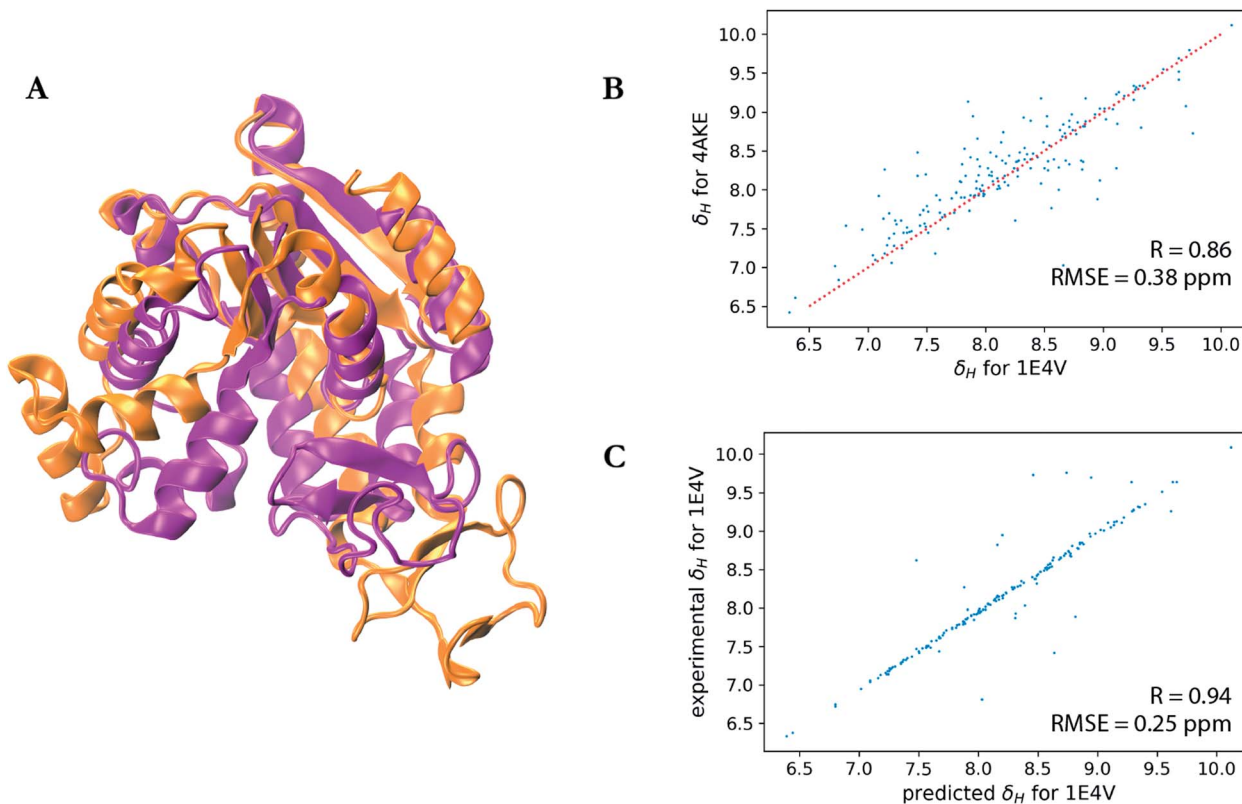 A
B
δH for 4AKE
10.0
9.5
9.0
8.5
8.0
7.5
7.0
6.5
R = 0.86
RMSE = 0.38 ppm
6.5 7.0 7.5 8.0 8.5 9.0 9.5 10.0
δH for 1E4V
C
experimental δH for 1E4V
10.0
9.5
9.0
8.5
8.0
7.5
7.0
6.5
R = 0.94
RMSE = 0.25 ppm
6.5 7.0 7.5 8.0 8.5 9.0 9.5 10.0
predicted δH for 1E4V